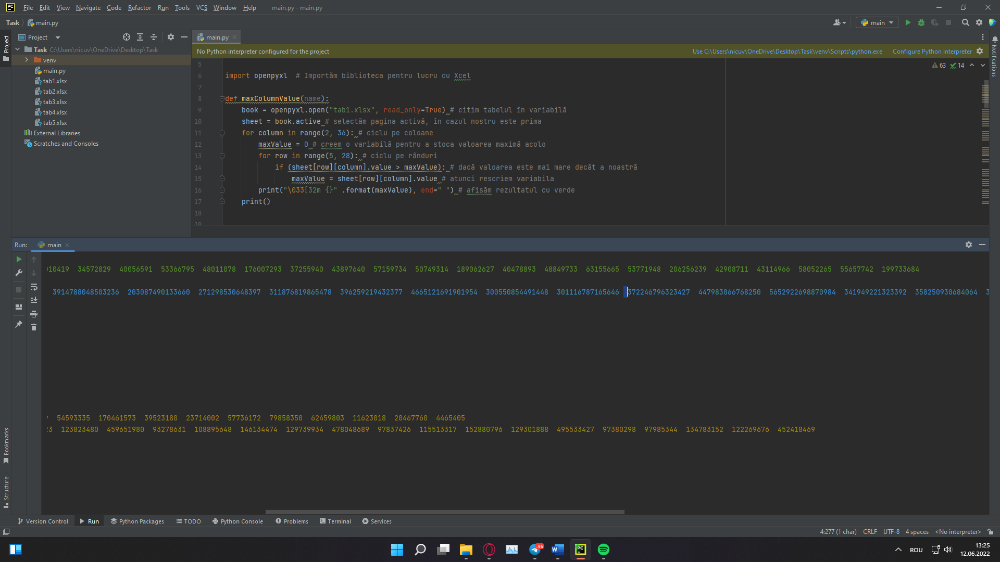 PC File Edit View Navigate Code Refactor Run Tools VCS Window Help main.py - main.py
Task main.py main
Project main.py
Project
No Python interpreter configured for the project Use C:\Users\nicuv\OneDrive\Desktop\Task\venv\Scripts\python.exe Configure Python interpreter
Notifications
Task C:\Users\nicuv\OneDrive\Desktop\Task
venv
main.py
tab1.xlsx
tab2.xlsx
tab3.xlsx
tab4.xlsx
tab5.xlsx
External Libraries
Scratches and Consoles
63 14
5
6 import openpyxl # Importăm biblioteca pentru lucru cu Xcel
7
8 def maxColumnValue(name):
9 book = openpyxl.open("tab1.xlsx", read_only=True) # citim tabelul în variabilă
10 sheet = book.active # selectăm pagina activă, în cazul nostru este prima
11 for column in range(2, 36): # ciclu pe coloane
12 maxValue = 0 # creem o variabilă pentru a stoca valoarea maximă acolo
13 for row in range(5, 28): # ciclu pe rânduri
14 if (sheet[row][column].value > maxValue): # dacă valoarea este mai mare decât a noastră
15 maxValue = sheet[row][column].value # atunci rescriem variabila
16 print("\033[32m {}" .format(maxValue), end=" ") # afisăm rezultatul cu verde
17 print()
18
19
Run: main
010419 34572829 40056591 53366795 48011078 176007293 37255940 43897640 57159734 50749314 189062627 40478893 48849733 63155665 53771948 206256239 42908711 43114966 58052265 55657742 199733684
3914788048503236 203087490133660 271298530648397 311876819865478 396259219432377 4665121691901954 300550854491448 301116787165646 372246796323427 447983066768250 5652922698870984 341949221323392 358250930684064 3
54593335 170461573 39523180 23714002 57736172 79858350 62459803 11623018 20467760 4465405
23 123823480 459651980 93278631 108895648 146134474 129739934 478048689 97837426 115513317 152880796 129301888 495533427 97380298 97985344 134783152 122269676 452418469
Bookmarks
Structure
Version Control Run Python Packages TODO Python Console Problems Terminal Services
4:277 (1 char) CRLF UTF-8 4 spaces <No interpreter>
96 W PC ROU 13:25
12.06.2022